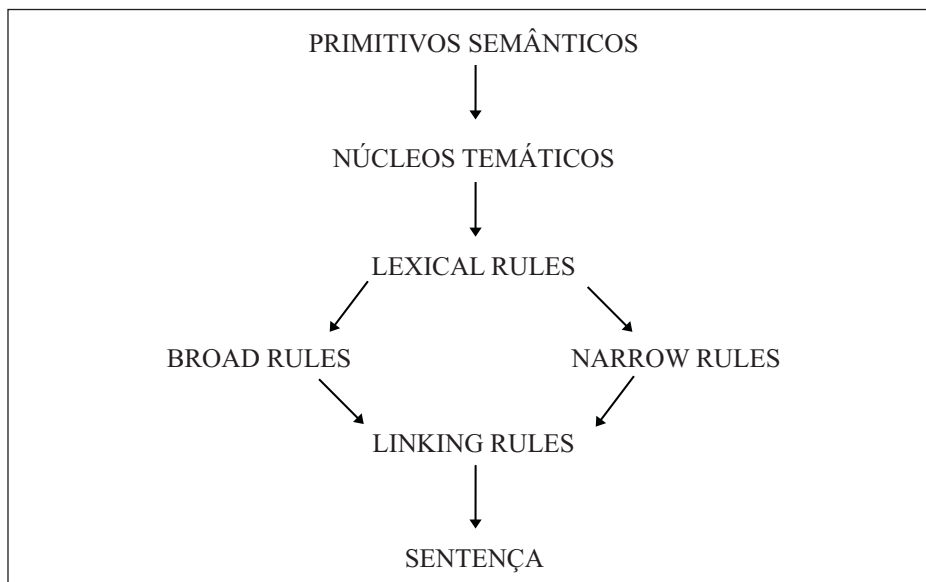 PRIMITIVOS SEMÂNTICOS
NÚCLEOS TEMÁTICOS
LEXICAL RULES
BROAD RULES NARROW RULES
LINKING RULES
SENTENÇA